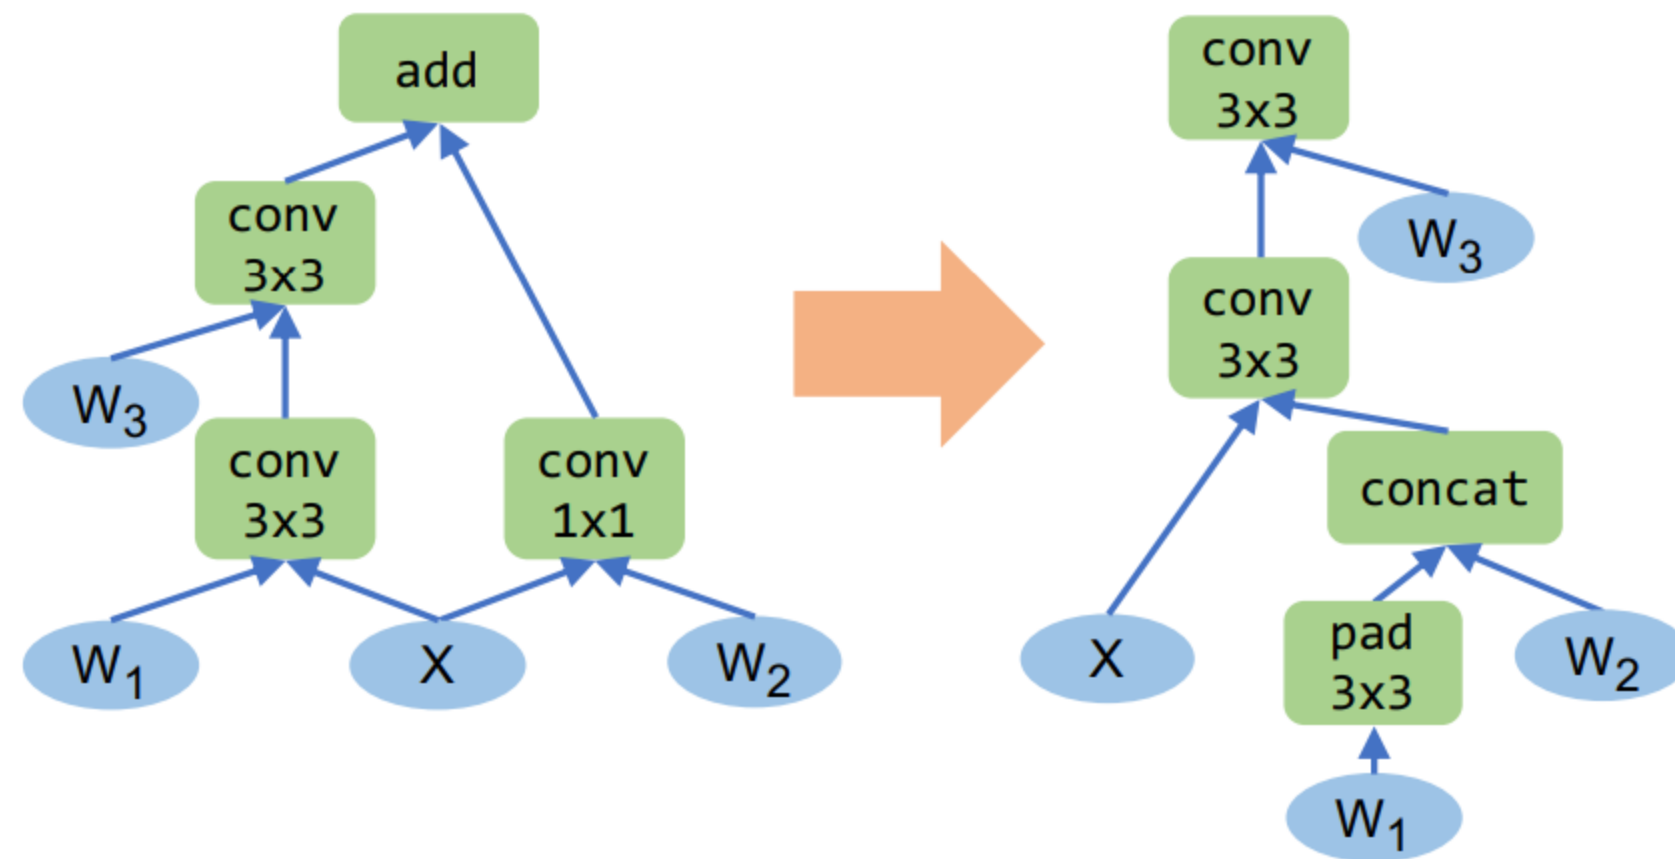 add
conv
3x3
W3
conv
3x3
conv
1x1
W1
X
W2
conv
3x3
W3
conv
3x3
concat
X
pad
3x3
W2
W1